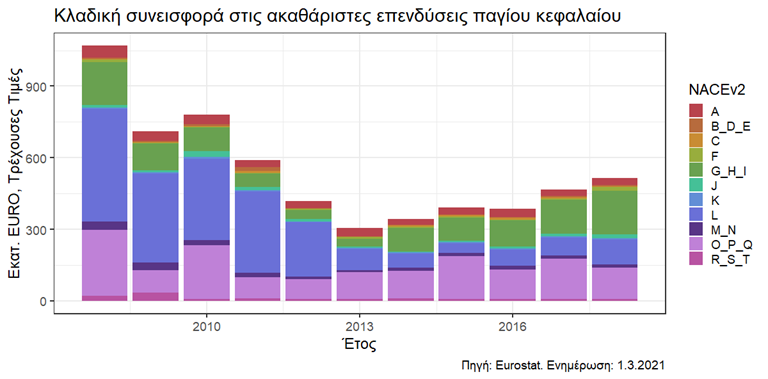 Κλαδική συνεισφορά στις ακαθάριστες επενδύσεις παγίου κεφαλαίου
Εκατ. EURO, Τρέχουσες Τιμές
900
600
300
0
2010
2013
2016
Έτος
NACEv2
A
B_D_E
C
F
G_H_I
J
K
L
M_N
O_P_Q
R_S_T
Πηγή: Eurostat. Ενημέρωση: 1.3.2021